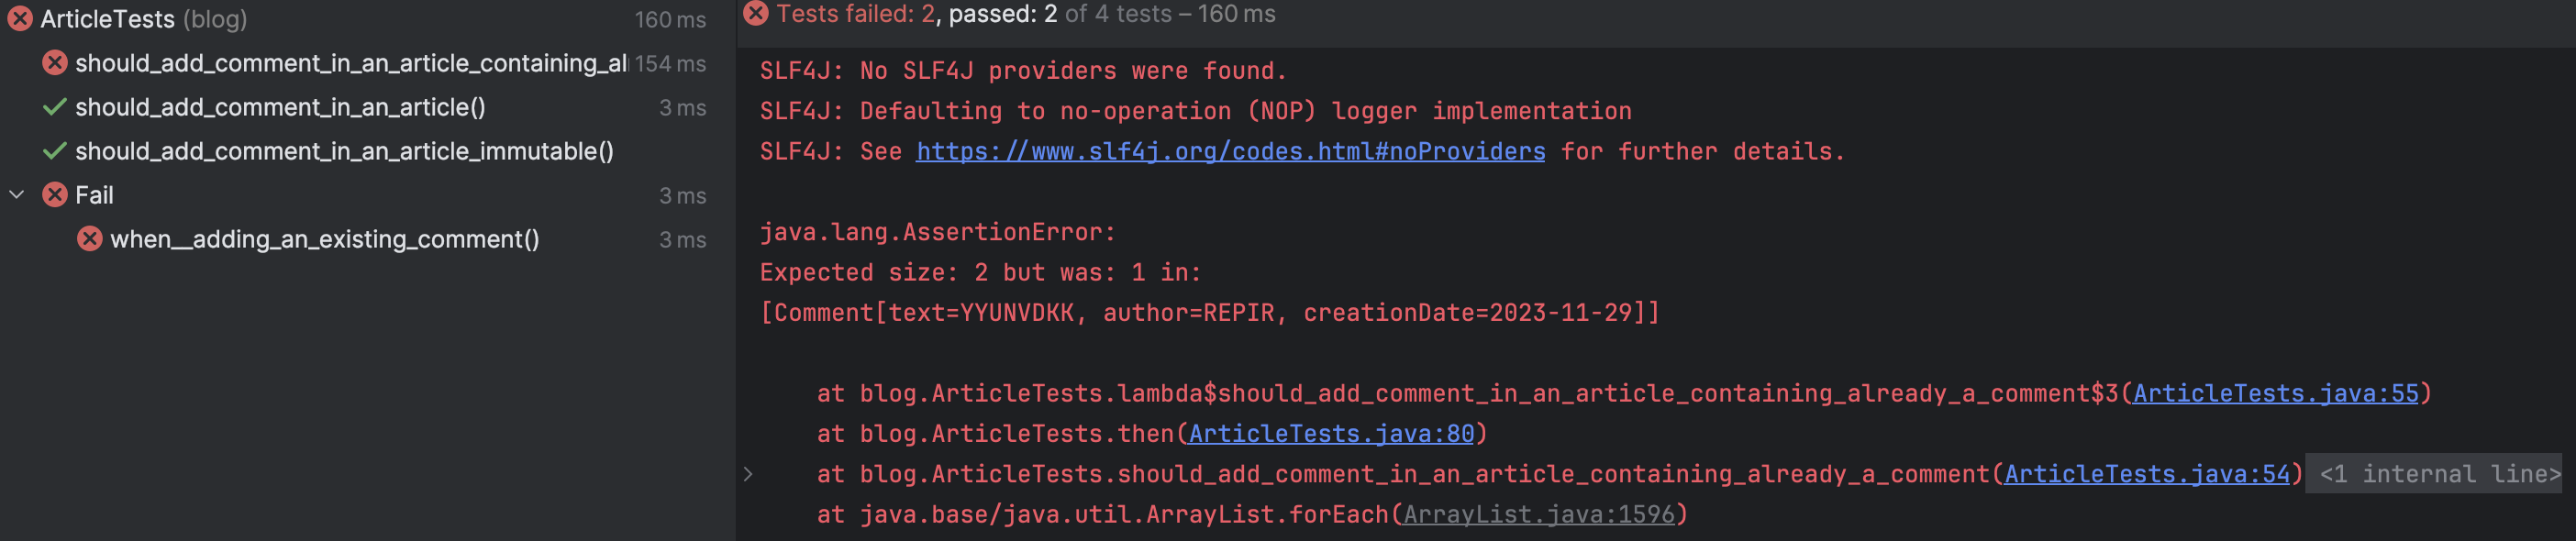 ArticleTests (blog) 160 ms
should_add_comment_in_an_article_containing_al 154 ms
should_add_comment_in_an_article() 3 ms
should_add_comment_in_an_article_immutable()
Fail 3 ms
when__adding_an_existing_comment() 3 ms
Tests failed: 2, passed: 2 of 4 tests – 160 ms
SLF4J: No SLF4J providers were found.
SLF4J: Defaulting to no-operation (NOP) logger implementation
SLF4J: See https://www.slf4j.org/codes.html#noProviders for further details.
java.lang.AssertionError:
Expected size: 2 but was: 1 in:
[Comment[text=YYUNVDKK, author=REPIR, creationDate=2023-11-29]]
at blog.ArticleTests.lambda$should_add_comment_in_an_article_containing_already_a_comment$3(ArticleTests.java:55)
at blog.ArticleTests.then(ArticleTests.java:80)
at blog.ArticleTests.should_add_comment_in_an_article_containing_already_a_comment(ArticleTests.java:54) <1 internal line>
at java.base/java.util.ArrayList.forEach(ArrayList.java:1596)